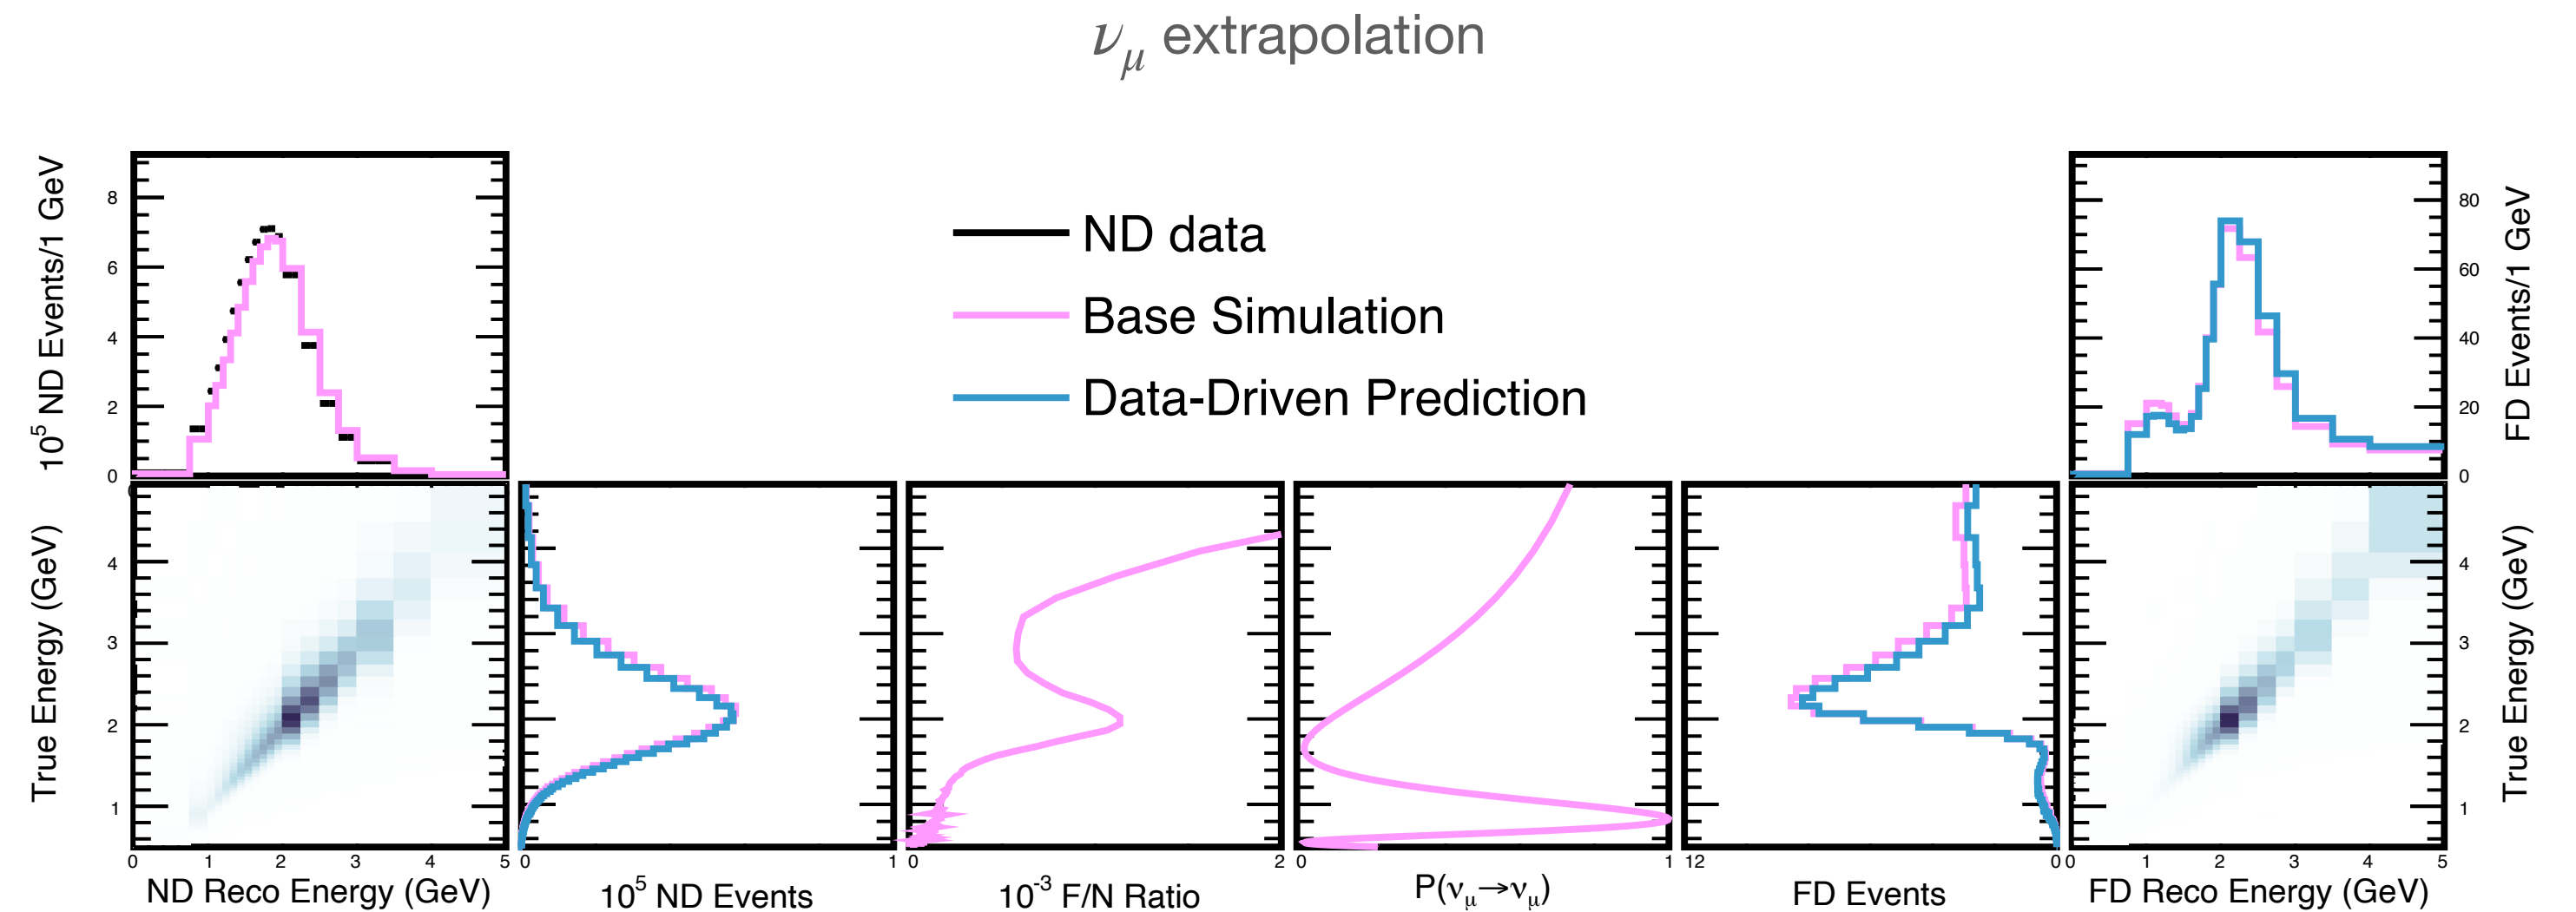 ν_μ extrapolation
10^5 ND Events/1 GeV
8
6
4
2
0
ND data
Base Simulation
Data-Driven Prediction
80
60
40
20
0
FD Events/1 GeV
True Energy (GeV)
4
3
2
1
0 1 2 3 4 5
ND Reco Energy (GeV)
0 1
10^5 ND Events
0 2
10^-3 F/N Ratio
0 1
P(ν_μ→ν_μ)
12 0
FD Events
0 1 2 3 4 5
FD Reco Energy (GeV)
4
3
2
1
True Energy (GeV)